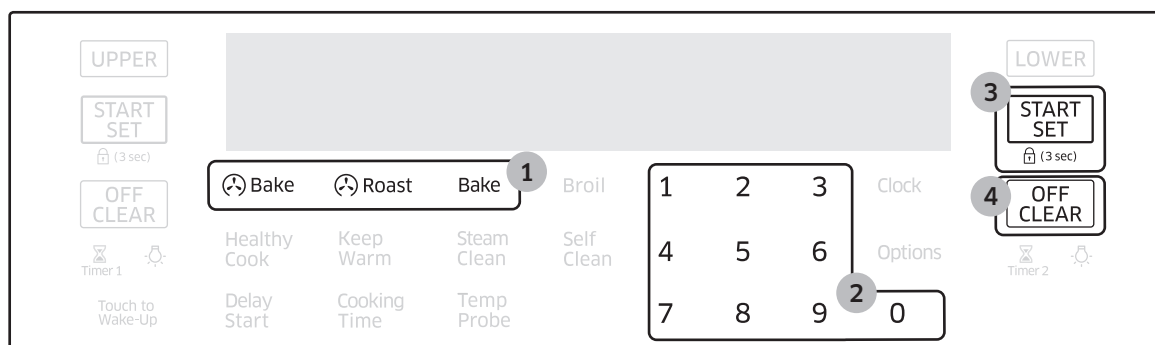 UPPER
LOWER
START
SET
(3 sec)
3
START
SET
(3 sec)
Bake Roast Bake 1 Broil
1 2 3
Clock
OFF
CLEAR
4
OFF
CLEAR
Healthy
Cook
Keep
Warm
Steam
Clean
Self
Clean
4 5 6
Options
Timer 1
Timer 2
Touch to
Wake-Up
Delay
Start
Cooking
Time
Temp
Probe
2
7 8 9 0